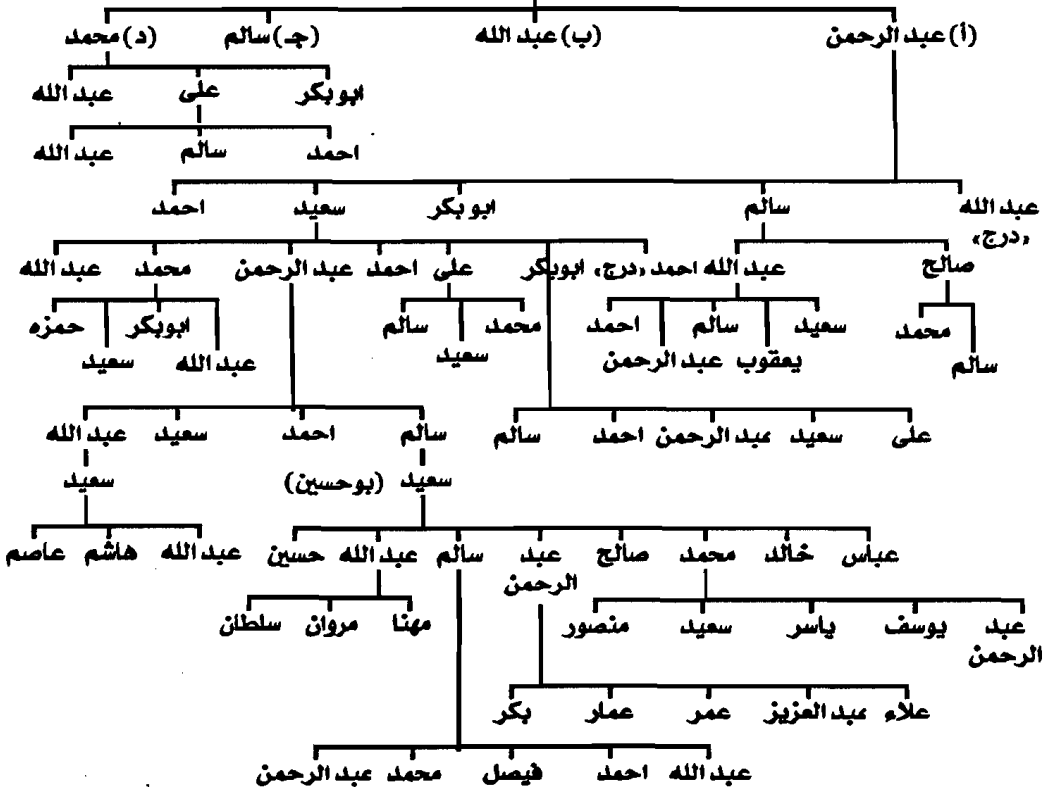 (أ) عبد الرحمن (ب) عبد الله (جـ) سالم (د) محمد
ابو بكر على عبد الله
احمد سالم عبد الله
عبد الله سالم ابو بكر سعيد احمد
«درج»
صالح عبد الله احمد «درج» ابوبكر على احمد عبد الرحمن محمد عبد الله
محمد سعيد سالم احمد محمد سالم ابوبكر حمزه
سالم يعقوب عبد الرحمن سعيد عبد الله سعيد
على سعيد عبد الرحمن احمد سالم سالم احمد سعيد عبد الله
سعيد (بوحسين) سعيد
عباس خالد محمد صالح عبد سالم عبد الله حسين عبد الله هاشم عاصم
الرحمن
عبد يوسف ياسر سعيد منصور مهنا مروان سلطان
الرحمن
علاء عبد العزيز عمر عمار بكر
عبد الله احمد فيصل محمد عبد الرحمن